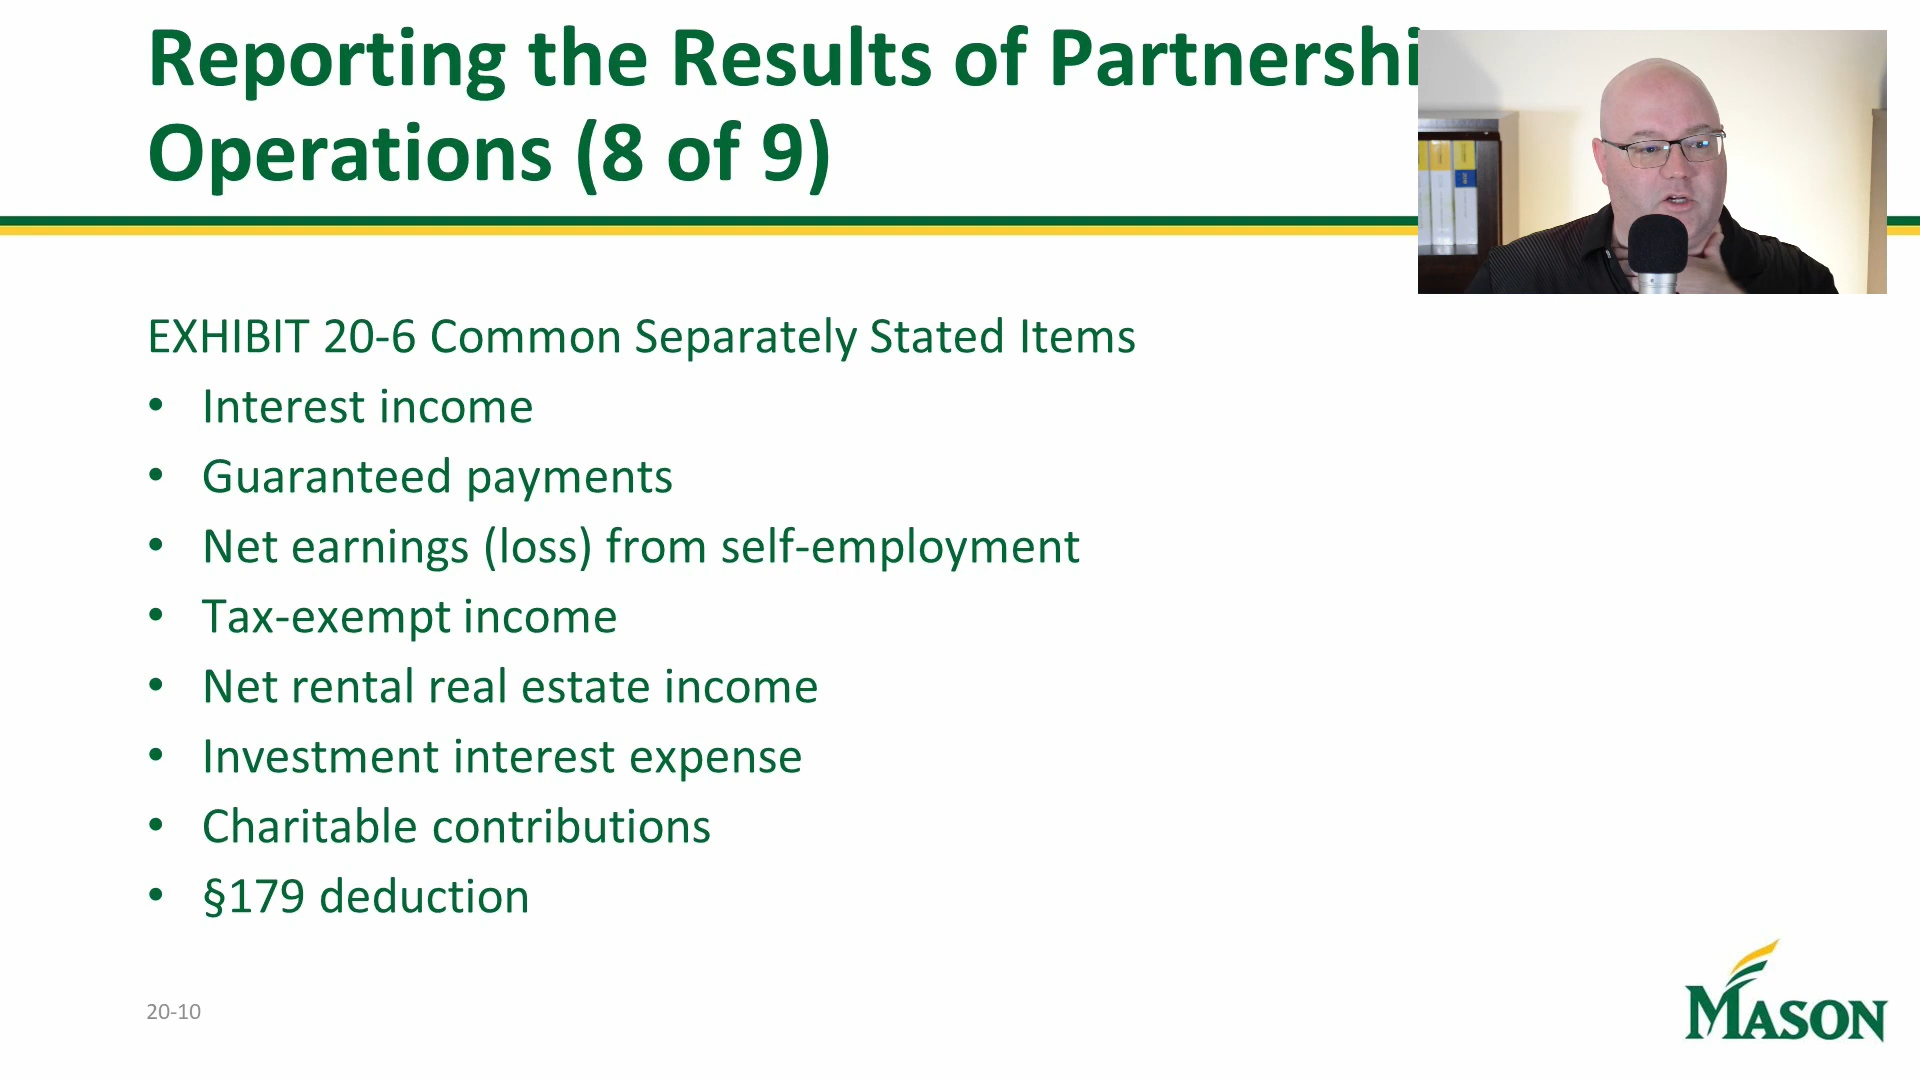 Reporting the Results of Partnershi
Operations (8 of 9)
EXHIBIT 20-6 Common Separately Stated Items
• Interest income
• Guaranteed payments
• Net earnings (loss) from self-employment
• Tax-exempt income
• Net rental real estate income
• Investment interest expense
• Charitable contributions
• §179 deduction
20-10
MASON